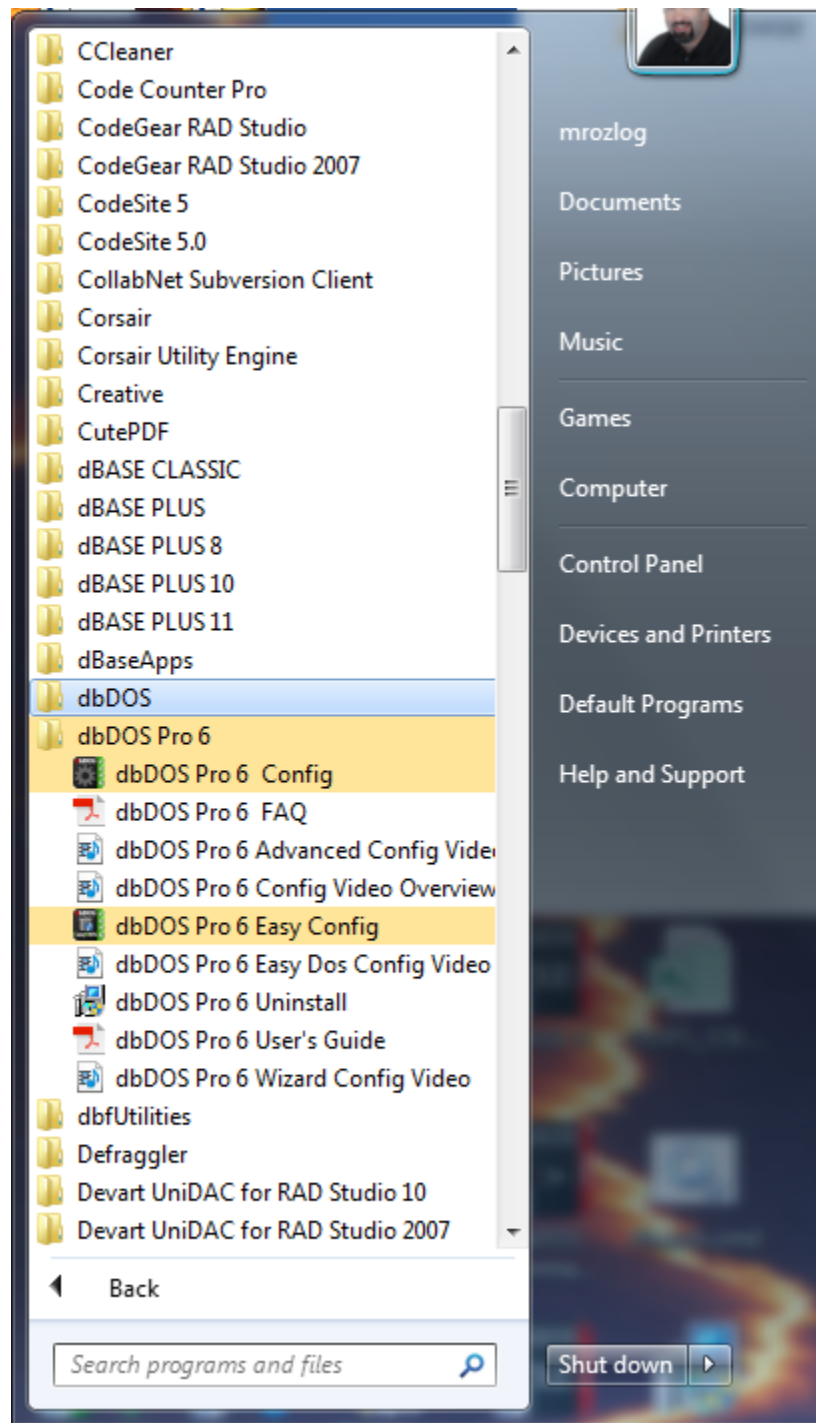 CCleaner
Code Counter Pro
CodeGear RAD Studio
CodeGear RAD Studio 2007
CodeSite 5
CodeSite 5.0
CollabNet Subversion Client
Corsair
Corsair Utility Engine
Creative
CutePDF
dBASE CLASSIC
dBASE PLUS
dBASE PLUS 8
dBASE PLUS 10
dBASE PLUS 11
dBaseApps
dbDOS
dbDOS Pro 6
dbDOS Pro 6  Config
dbDOS Pro 6  FAQ
dbDOS Pro 6 Advanced Config
dbDOS Pro 6 Config Video Overview
dbDOS Pro 6 Easy Config
dbDOS Pro 6 Easy Dos Config Video
dbDOS Pro 6 Uninstall
dbDOS Pro 6 User's Guide
dbDOS Pro 6 Wizard Config Video
dbfUtilities
Defraggler
Devart UniDAC for RAD Studio 10
Devart UniDAC for RAD Studio 2007
Back
Search programs and files
mrozlog
Documents
Pictures
Music
Games
Computer
Control Panel
Devices and Printers
Default Programs
Help and Support
Shut down